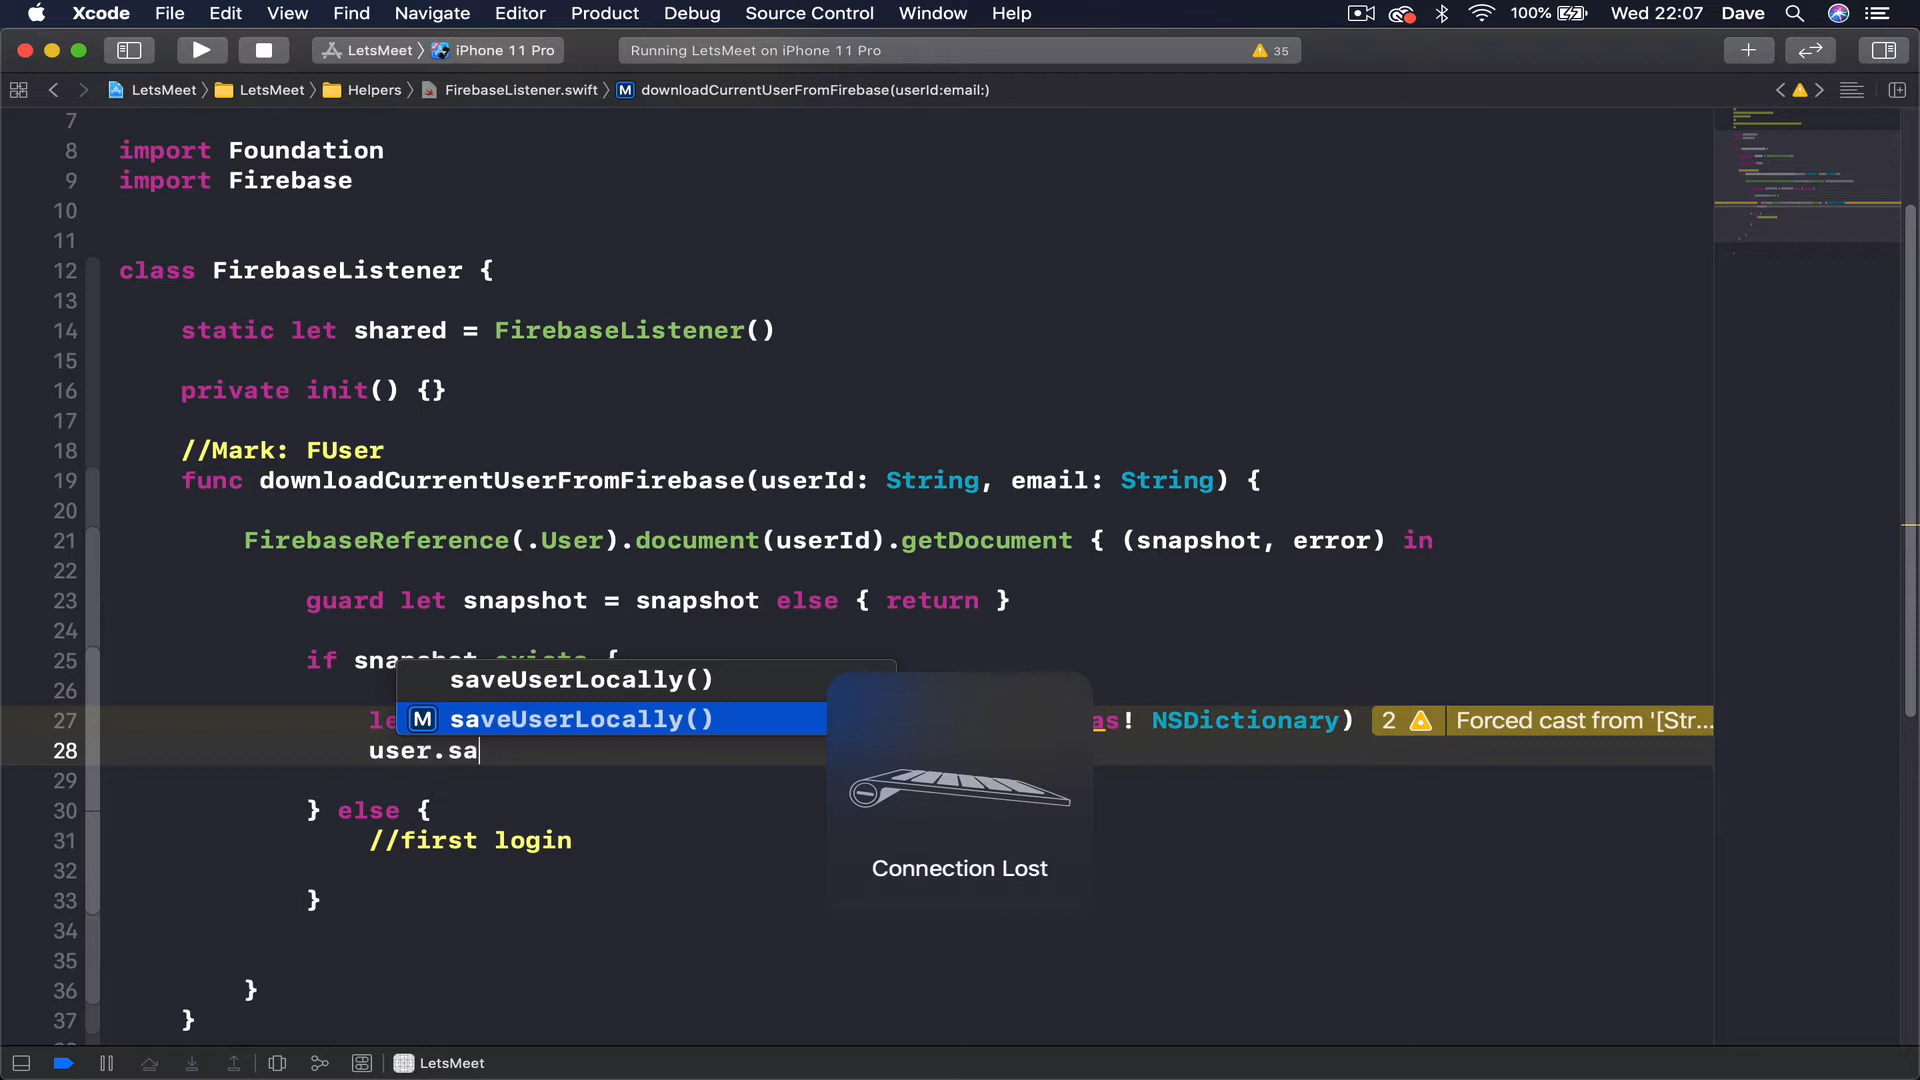 Xcode File Edit View Find Navigate Editor Product Debug Source Control Window Help 100% Wed 22:07 Dave
LetsMeet iPhone 11 Pro Running LetsMeet on iPhone 11 Pro 35
LetsMeet LetsMeet Helpers FirebaseListener.swift M downloadCurrentUserFromFirebase(userId:email:)
7
8 import Foundation
9 import Firebase
10
11
12 class FirebaseListener {
13
14 static let shared = FirebaseListener()
15
16 private init() {}
17
18 //Mark: FUser
19 func downloadCurrentUserFromFirebase(userId: String, email: String) {
20
21 FirebaseReference(.User).document(userId).getDocument { (snapshot, error) in
22
23 guard let snapshot = snapshot else { return }
24
25 if snapshot.exists {
saveUserLocally()
26
27 le M saveUserLocally() as! NSDictionary) 2 Forced cast from '[Str...
28 user.sa
29
30 } else {
31 //first login
32
Connection Lost
33 }
34
35
36 }
37 }
LetsMeet